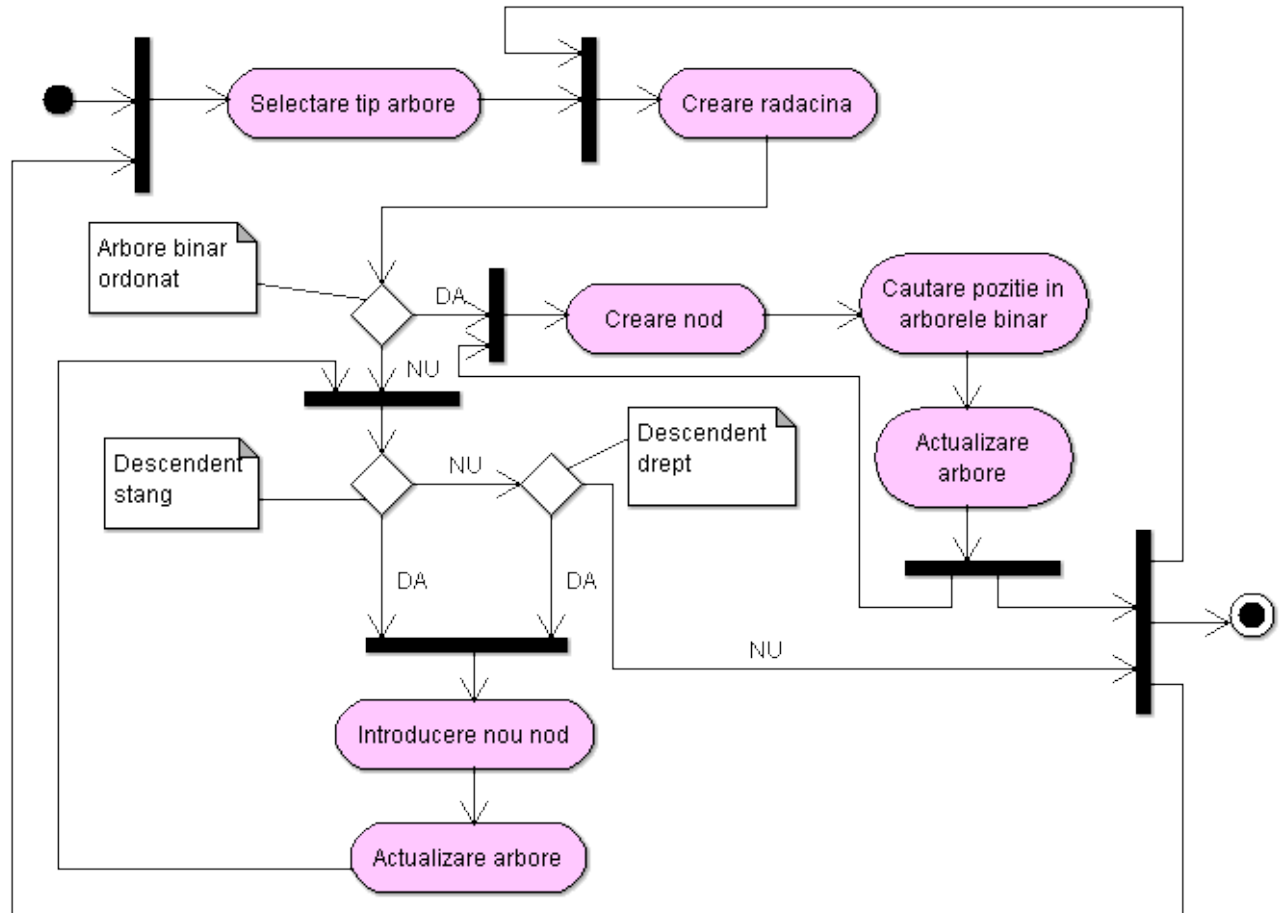 Selectare tip arbore
Creare radacina
Arbore binar
ordonat
DA
Creare nod
Cautare pozitie in
arborele binar
NU
Descendent
stang
NU
Descendent
drept
Actualizare
arbore
DA
DA
NU
Introducere nou nod
Actualizare arbore